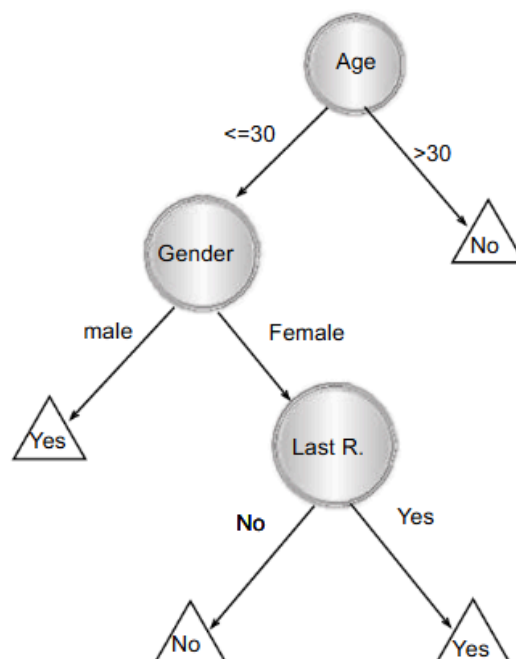 Age
<=30
>30
Gender
No
male
Female
Yes
Last R.
No
Yes
No
Yes